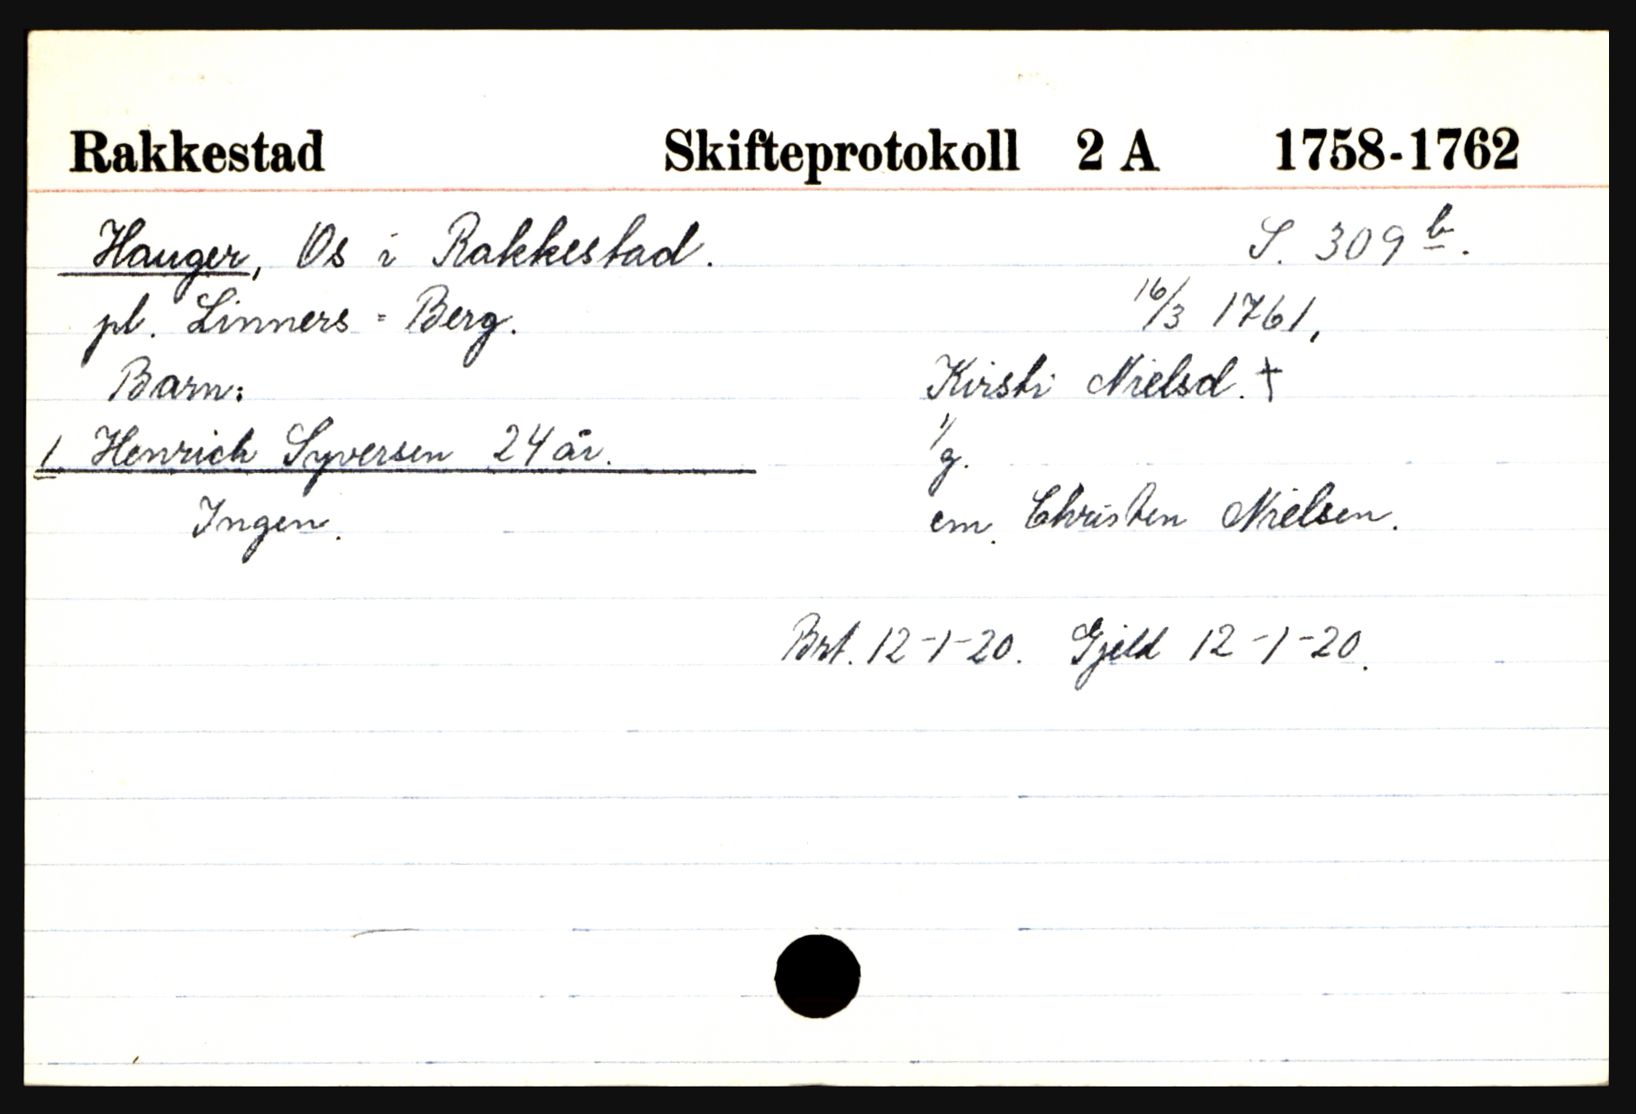 Rakkestad Skifteprotokoll 2 A 1758-1762
Hauger, Os i Rakkestad. S. 309 b.
pl. Linners = Berg. 16/3 1761,
Barn: Kirsti Nielsd. †
1 Henrich Syversen 24 år. 1/g.
Ingen. em. Christen Nielsen.
Brt. 12-1-20. Gjeld 12-1-20.